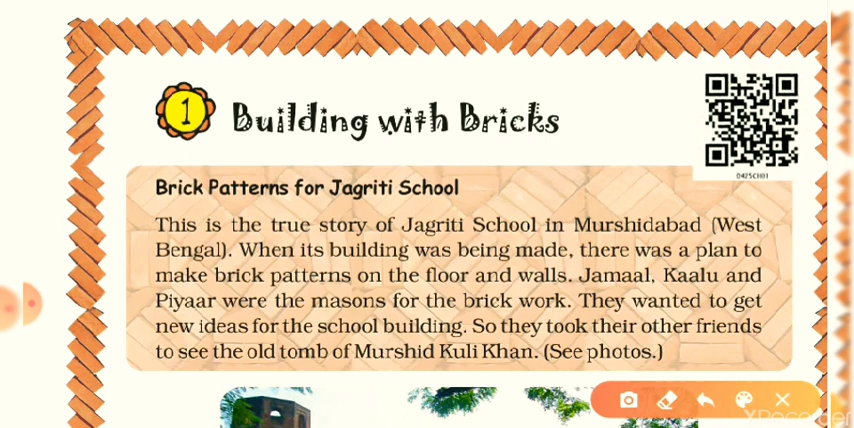 1
Building with Bricks
0425CH01
Brick Patterns for Jagriti School
This is the true story of Jagriti School in Murshidabad (West
Bengal). When its building was being made, there was a plan to
make brick patterns on the floor and walls. Jamaal, Kaalu and
Piyaar were the masons for the brick work. They wanted to get
new ideas for the school building. So they took their other friends
to see the old tomb of Murshid Kuli Khan. (See photos.)
XRecorder